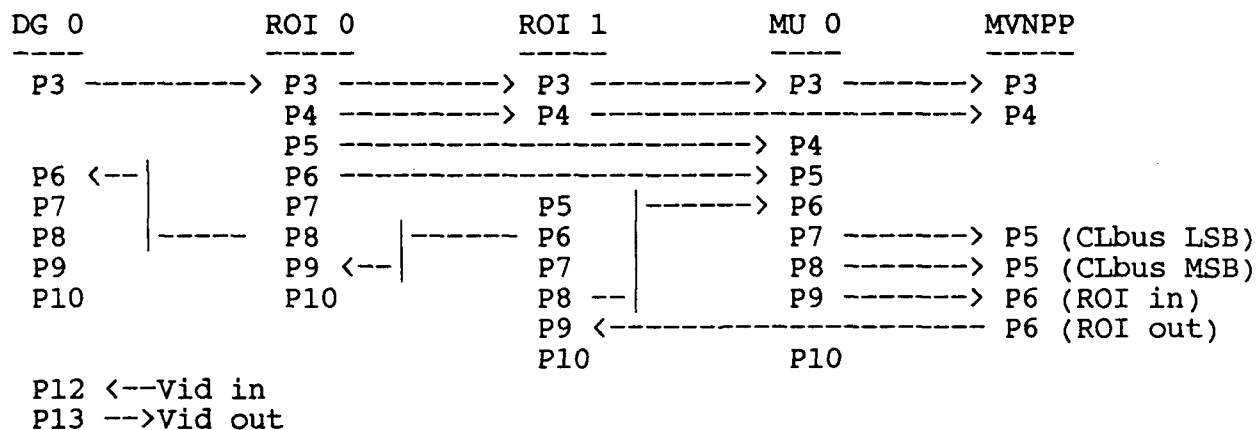 DG 0 ROI 0 ROI 1 MU 0 MVNPP
---- ----- ----- ---- -----
P3 ----------> P3 ----------> P3 ----------> P3 --------> P3
P4 --------> P4 --------------------------> P4
P5 --------------------------> P4
P6 <--| P6 --------------------------> P5
P7 | P7 P5 |------> P6
P8 |----- P8 |------ P6 | P7 -------> P5 (CLbus LSB)
P9 P9 <--| P7 | P8 -------> P5 (CLbus MSB)
P10 P10 P8 --| P9 -------> P6 (ROI in)
P9 <----------------------- P6 (ROI out)
P10 P10
P12 <--Vid in
P13 -->Vid out